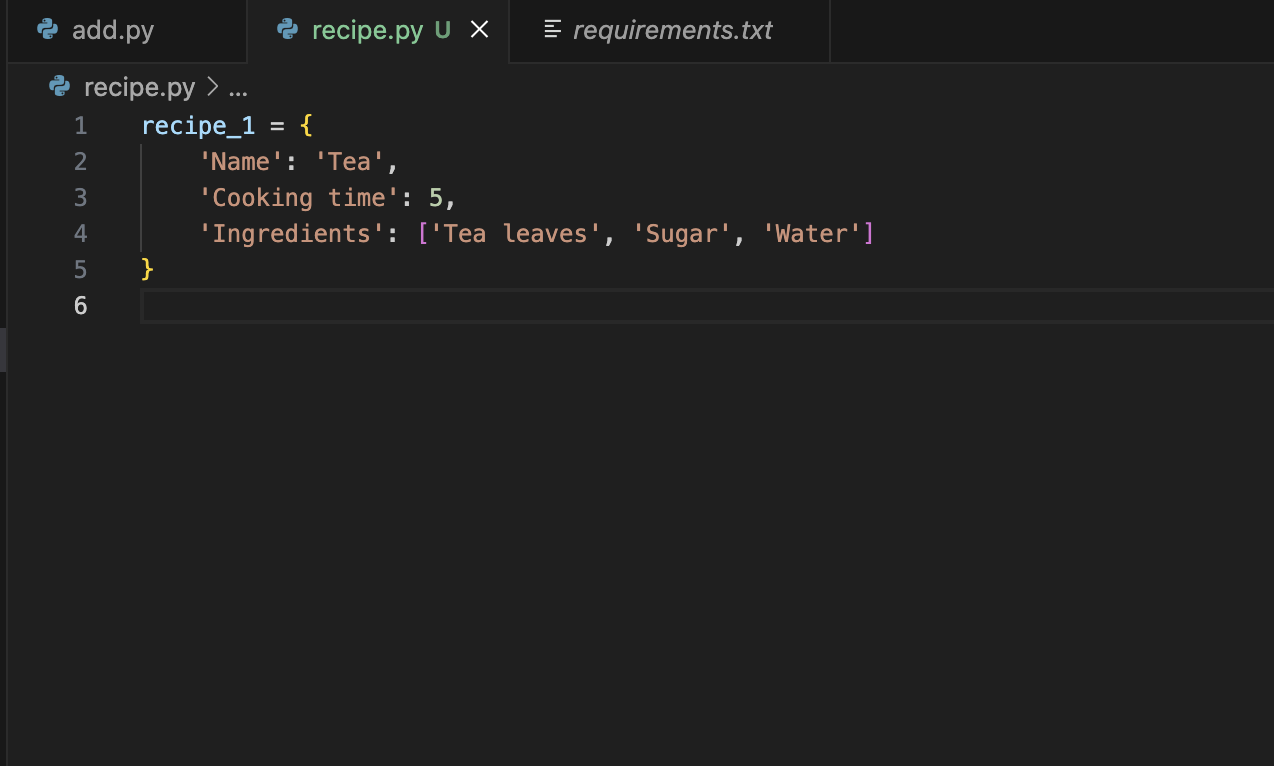 add.py recipe.py U requirements.txt
recipe.py > ...
1 recipe_1 = {
2     'Name': 'Tea',
3     'Cooking time': 5,
4     'Ingredients': ['Tea leaves', 'Sugar', 'Water']
5 }
6